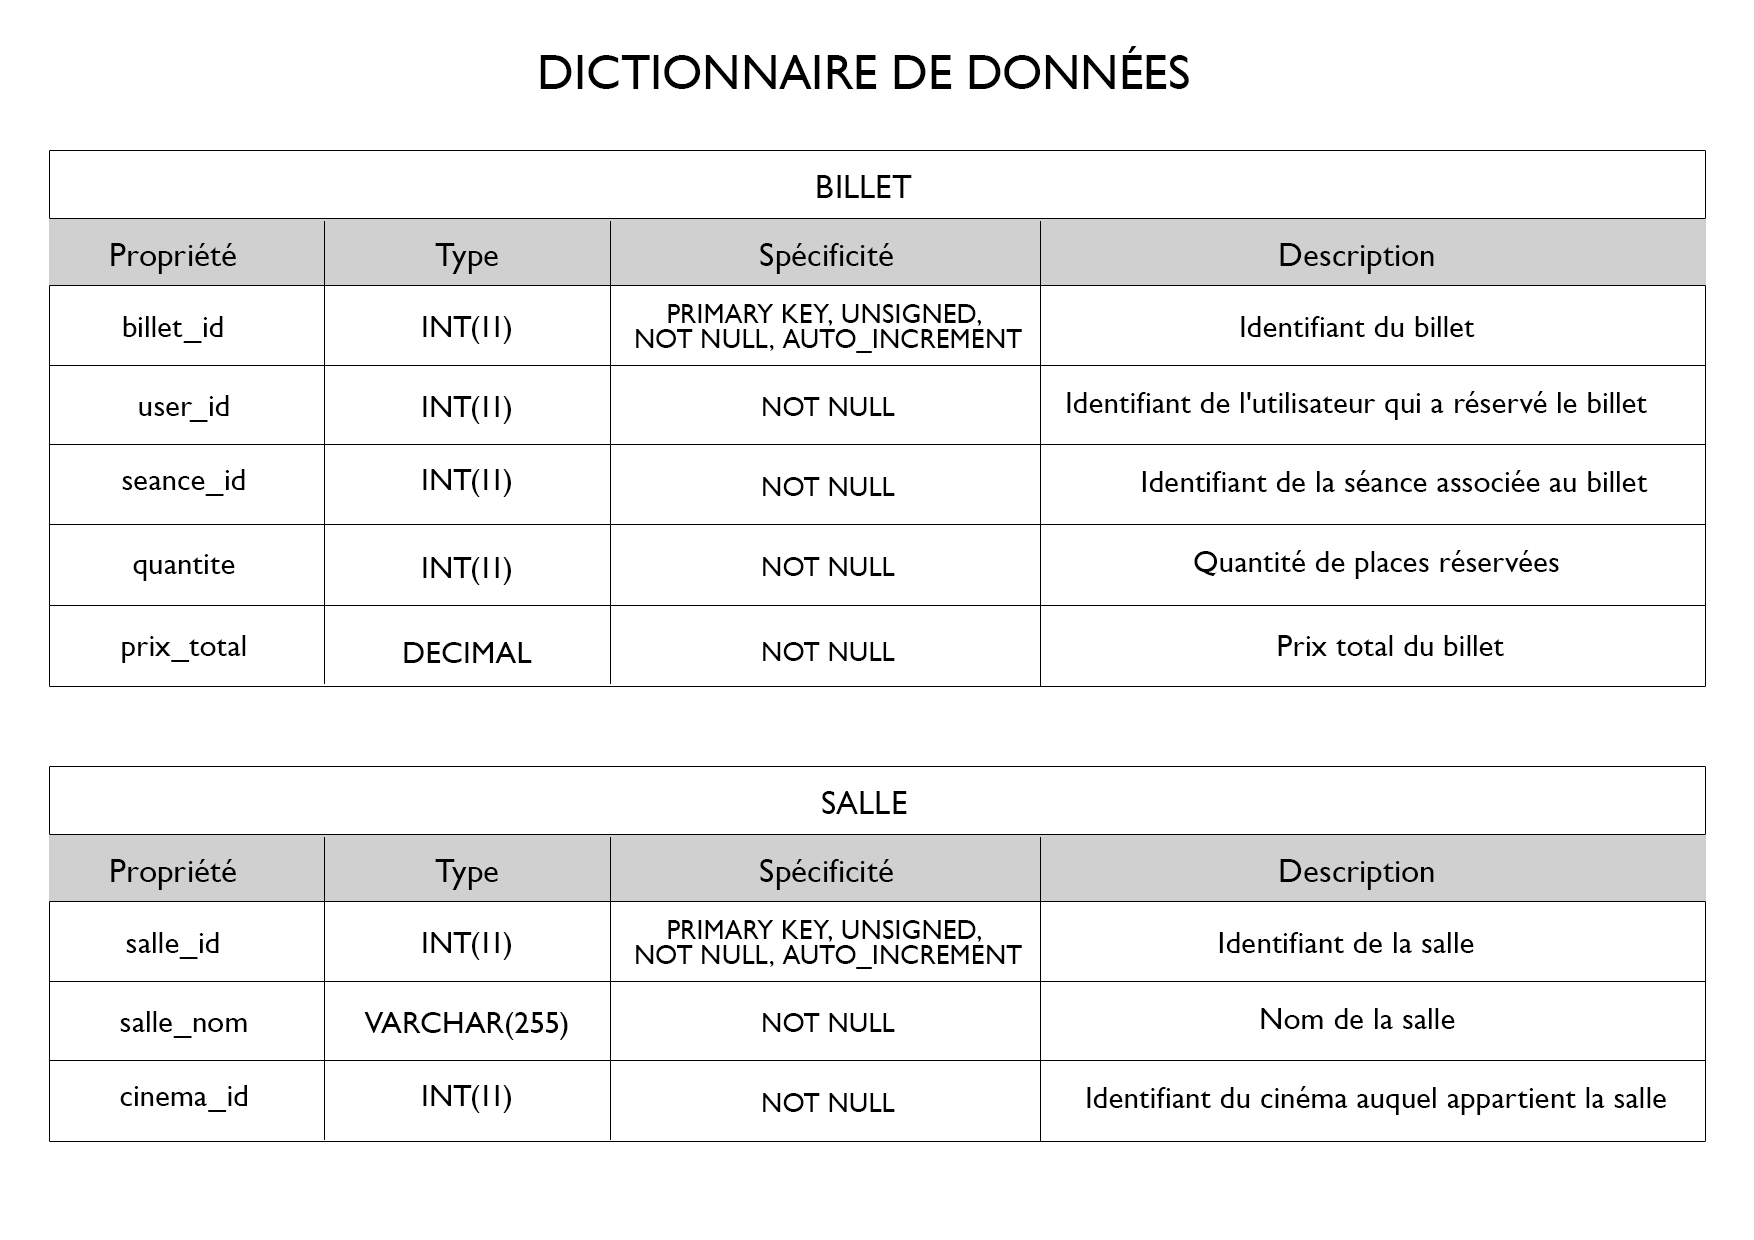 DICTIONNAIRE DE DONNÉES
BILLET
Propriété Type Spécificité Description
billet_id INT(11) PRIMARY KEY, UNSIGNED, NOT NULL, AUTO_INCREMENT Identifiant du billet
user_id INT(11) NOT NULL Identifiant de l'utilisateur qui a réservé le billet
seance_id INT(11) NOT NULL Identifiant de la séance associée au billet
quantite INT(11) NOT NULL Quantité de places réservées
prix_total DECIMAL NOT NULL Prix total du billet
SALLE
Propriété Type Spécificité Description
salle_id INT(11) PRIMARY KEY, UNSIGNED, NOT NULL, AUTO_INCREMENT Identifiant de la salle
salle_nom VARCHAR(255) NOT NULL Nom de la salle
cinema_id INT(11) NOT NULL Identifiant du cinéma auquel appartient la salle